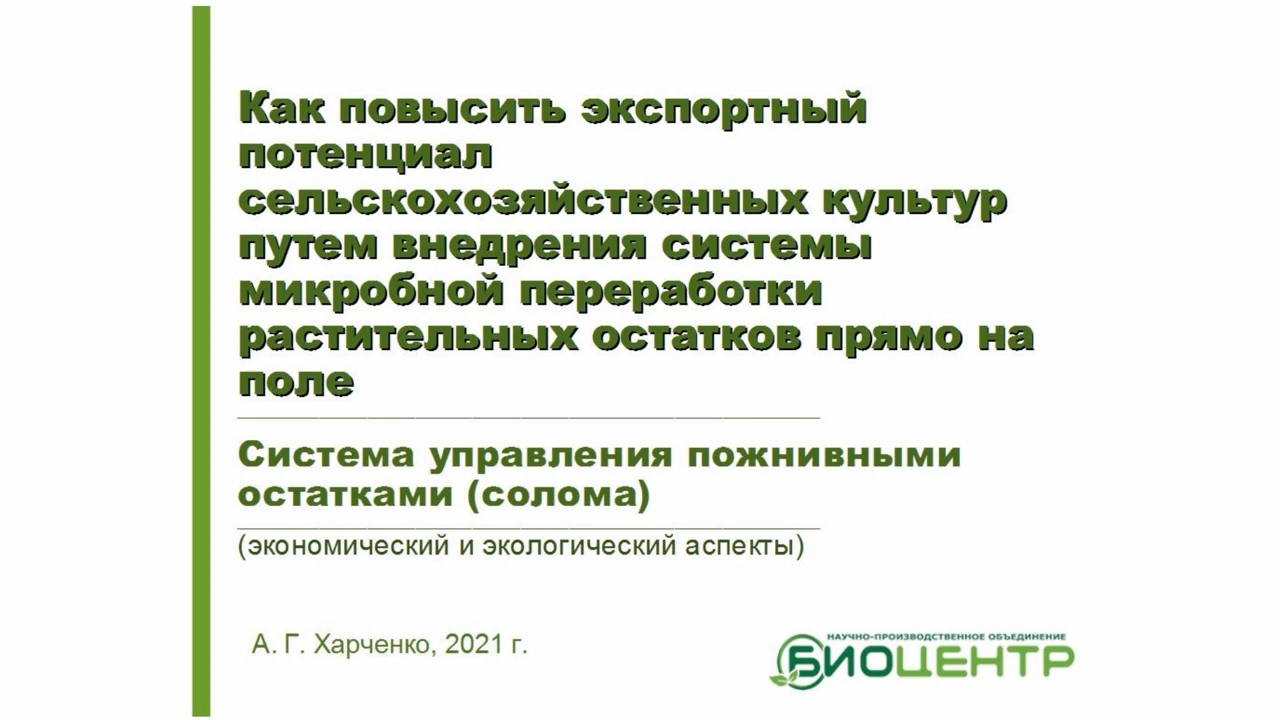 Как повысить экспортный
потенциал
сельскохозяйственных культур
путем внедрения системы
микробной переработки
растительных остатков прямо на
поле
Система управления пожнивными
остатками (солома)
(экономический и экологический аспекты)
А. Г. Харченко, 2021 г.
НАУЧНО-ПРОИЗВОДСТВЕННОЕ ОБЪЕДИНЕНИЕ
БИОЦЕНТР